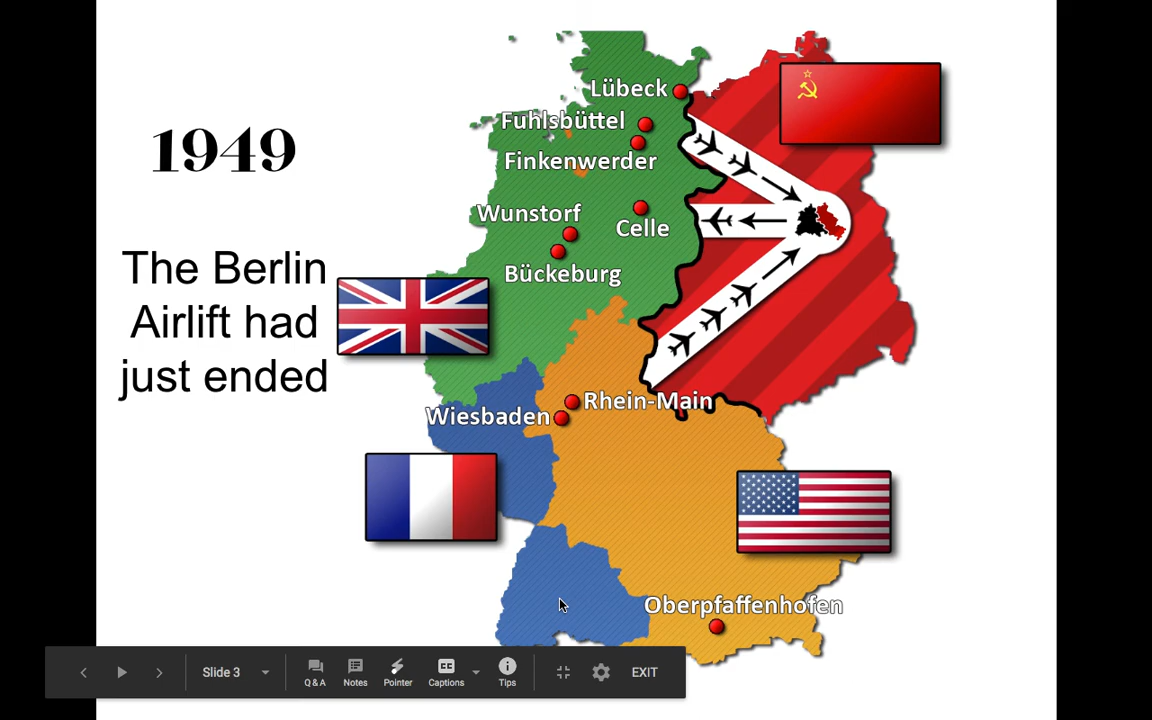 1949
The Berlin
Airlift had
just ended
Lübeck
Fuhlsbüttel
Finkenwerder
Wunstorf
Celle
Bückeburg
Rhein-Main
Wiesbaden
Oberpfaffenhofen
Slide 3
Q & A
Notes
Pointer
CC
Captions
Tips
EXIT